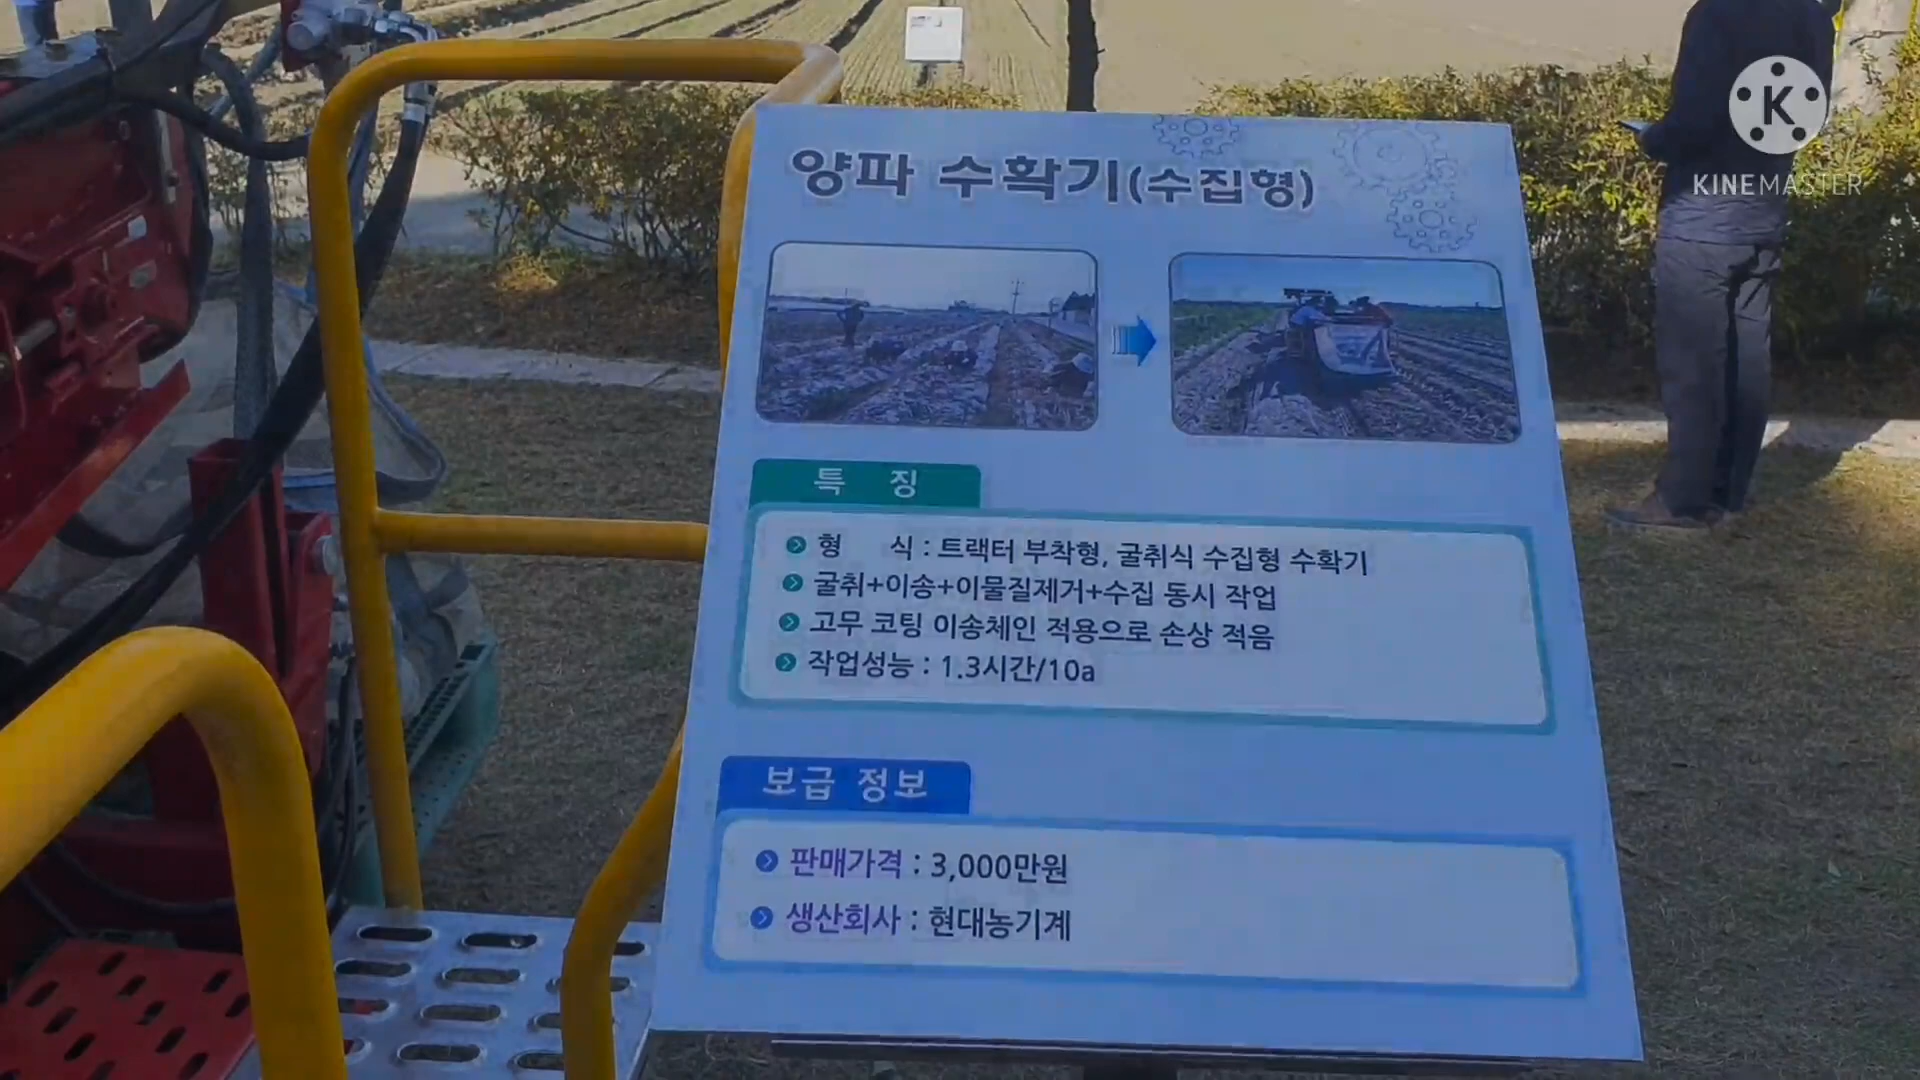 양파 수확기(수집형)
특 징
형 식 : 트랙터 부착형, 굴취식 수집형 수확기
굴취+이송+이물질제거+수집 동시 작업
고무 코팅 이송체인 적용으로 손상 적음
작업성능 : 1.3시간/10a
보급 정보
판매가격 : 3,000만원
생산회사 : 현대농기계
K
KINEMASTER